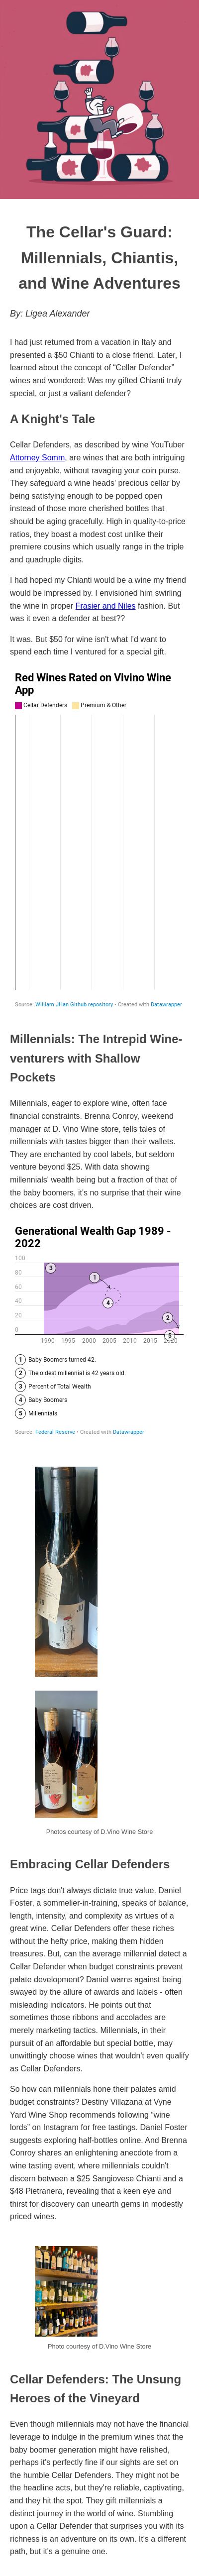 The Cellar's Guard:
Millennials, Chiantis,
and Wine Adventures
By: Ligea Alexander
I had just returned from a vacation in Italy and
presented a $50 Chianti to a close friend. Later, I
learned about the concept of “Cellar Defender”
wines and wondered: Was my gifted Chianti truly
special, or just a valiant defender?
A Knight's Tale
Cellar Defenders, as described by wine YouTuber
Attorney Somm, are wines that are both intriguing
and enjoyable, without ravaging your coin purse.
They safeguard a wine heads' precious cellar by
being satisfying enough to be popped open
instead of those more cherished bottles that
should be aging gracefully. High in quality-to-price
ratios, they boast a modest cost unlike their
premiere cousins which usually range in the triple
and quadruple digits.
I had hoped my Chianti would be a wine my friend
would be impressed by. I envisioned him swirling
the wine in proper Frasier and Niles fashion. But
was it even a defender at best??
It was. But $50 for wine isn't what I'd want to
spend each time I ventured for a special gift.
Red Wines Rated on Vivino Wine
App
Cellar Defenders Premium & Other
Source: William JHan Github repository • Created with Datawrapper
Millennials: The Intrepid Wine-
venturers with Shallow
Pockets
Millennials, eager to explore wine, often face
financial constraints. Brenna Conroy, weekend
manager at D. Vino Wine store, tells tales of
millennials with tastes bigger than their wallets.
They are enchanted by cool labels, but seldom
venture beyond $25. With data showing
millennials' wealth being but a fraction of that of
the baby boomers, it's no surprise that their wine
choices are cost driven.
Generational Wealth Gap 1989 -
2022
100
80
60
40
20
0
3
1
4
2
5
1990 1995 2000 2005 2010 2015 2020
1 Baby Boomers turned 42.
2 The oldest millennial is 42 years old.
3 Percent of Total Wealth
4 Baby Boomers
5 Millennials
Source: Federal Reserve • Created with Datawrapper
Photos courtesy of D.Vino Wine Store
Embracing Cellar Defenders
Price tags don't always dictate true value. Daniel
Foster, a sommelier-in-training, speaks of balance,
length, intensity, and complexity as virtues of a
great wine. Cellar Defenders offer these riches
without the hefty price, making them hidden
treasures. But, can the average millennial detect a
Cellar Defender when budget constraints prevent
palate development? Daniel warns against being
swayed by the allure of awards and labels - often
misleading indicators. He points out that
sometimes those ribbons and accolades are
merely marketing tactics. Millennials, in their
pursuit of an affordable but special bottle, may
unwittingly choose wines that wouldn't even qualify
as Cellar Defenders.
So how can millennials hone their palates amid
budget constraints? Destiny Villazana at Vyne
Yard Wine Shop recommends following “wine
lords” on Instagram for free tastings. Daniel Foster
suggests exploring half-bottles online. And Brenna
Conroy shares an enlightening anecdote from a
wine tasting event, where millennials couldn't
discern between a $25 Sangiovese Chianti and a
$48 Pietranera, revealing that a keen eye and
thirst for discovery can unearth gems in modestly
priced wines.
Photo courtesy of D.Vino Wine Store
Cellar Defenders: The Unsung
Heroes of the Vineyard
Even though millennials may not have the financial
leverage to indulge in the premium wines that the
baby boomer generation might have relished,
perhaps it's perfectly fine if our sights are set on
the humble Cellar Defenders. They might not be
the headline acts, but they're reliable, captivating,
and they hit the spot. They gift millennials a
distinct journey in the world of wine. Stumbling
upon a Cellar Defender that surprises you with its
richness is an adventure on its own. It's a different
path, but it's a genuine one.